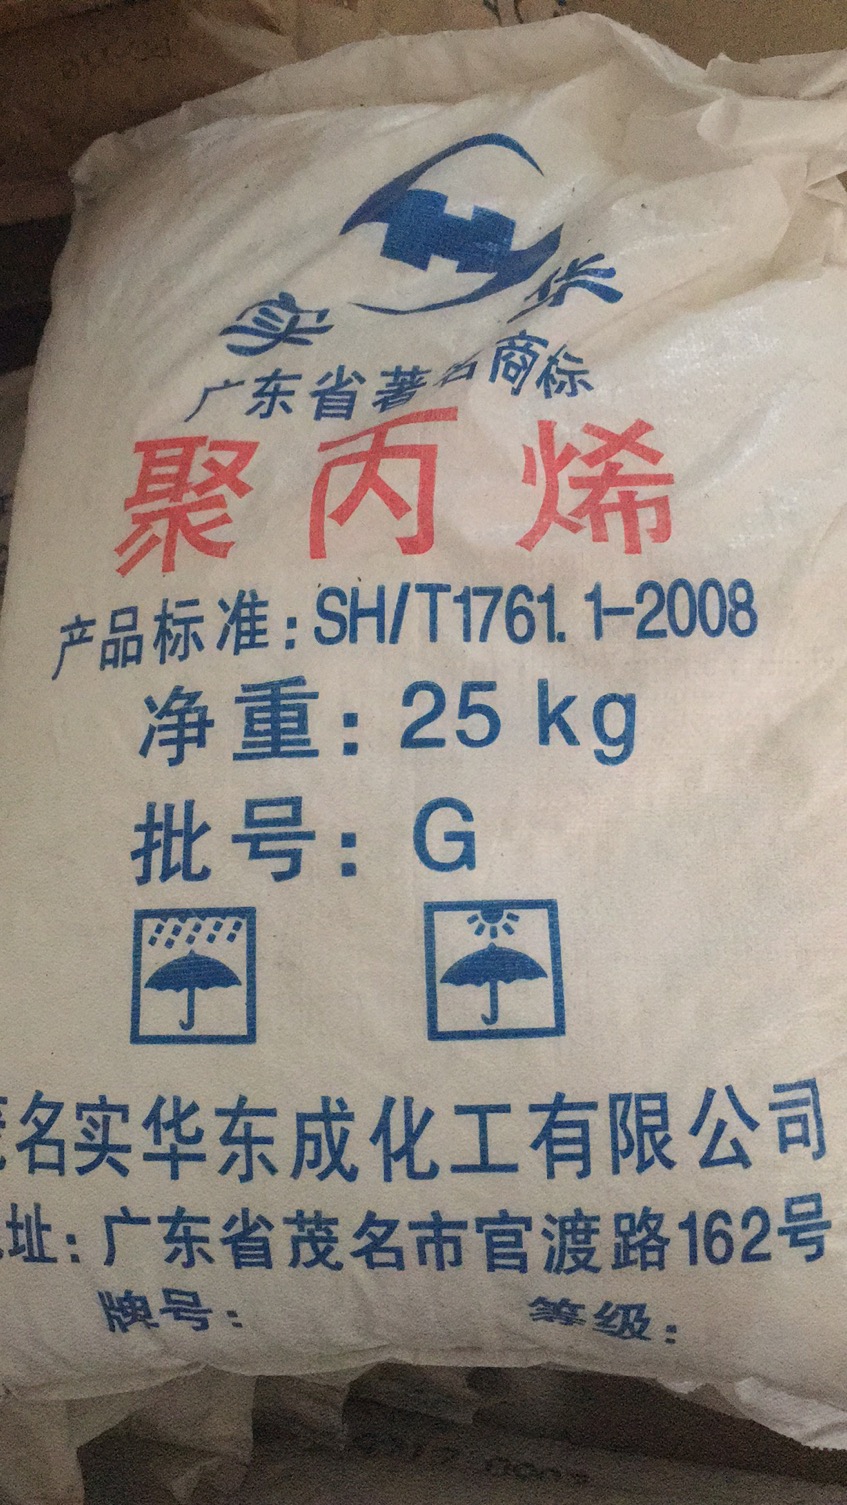 实华
广东省著名商标
聚丙烯
产品标准:SH/T1761.1-2008
净重:25kg
批号:G
名实华东成化工有限公司
址:广东省茂名市官渡路162号
牌号: 等级: